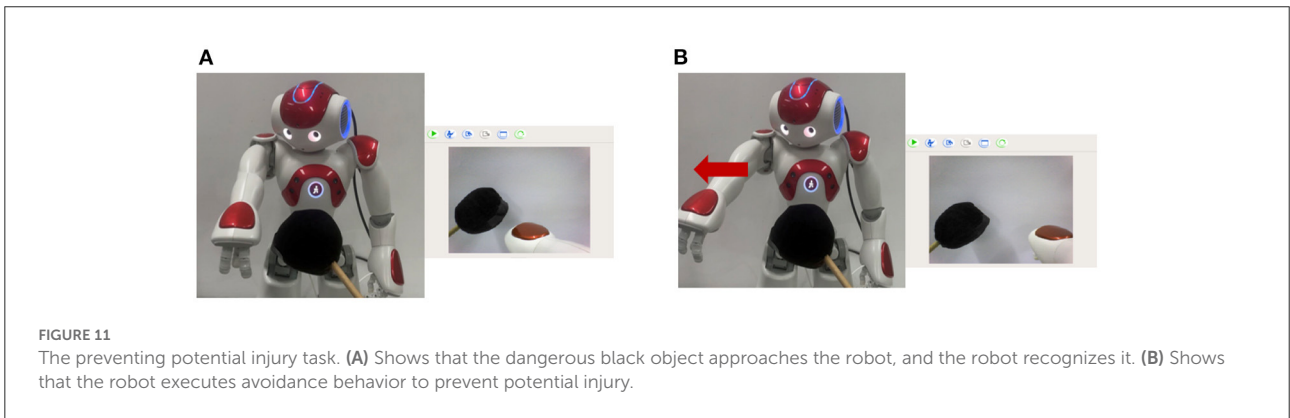 A
B
FIGURE 11
The preventing potential injury task. (A) Shows that the dangerous black object approaches the robot, and the robot recognizes it. (B) Shows
that the robot executes avoidance behavior to prevent potential injury.